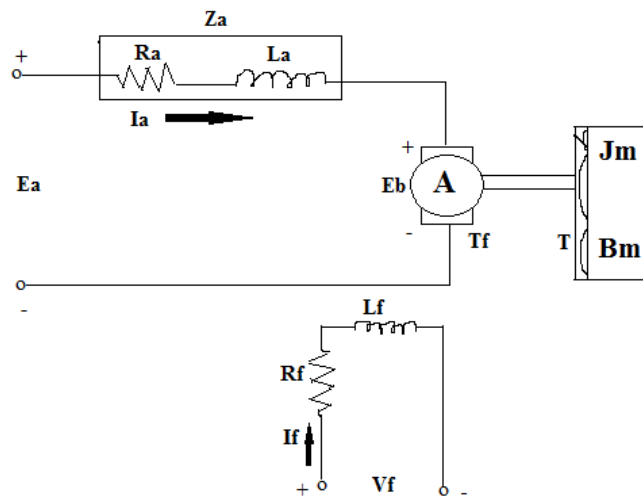 Za
+
Ra
La
Ia
+
Jm
Ea
Eb
A
-
Tf
T
Bm
-
Lf
Rf
If
+
Vf
-